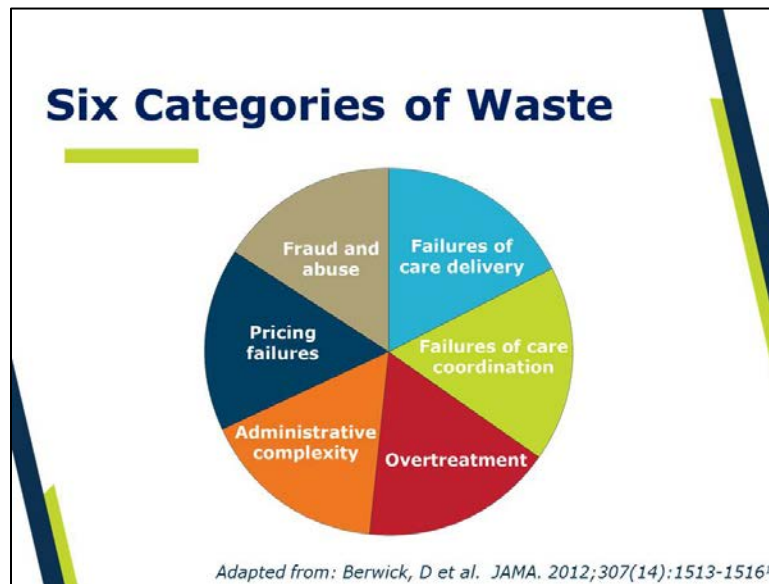 Six Categories of Waste
Fraud and
abuse
Failures of
care delivery
Pricing
failures
Failures of care
coordination
Administrative
complexity
Overtreatment
Adapted from: Berwick, D et al. JAMA. 2012;307(14):1513-1516¹